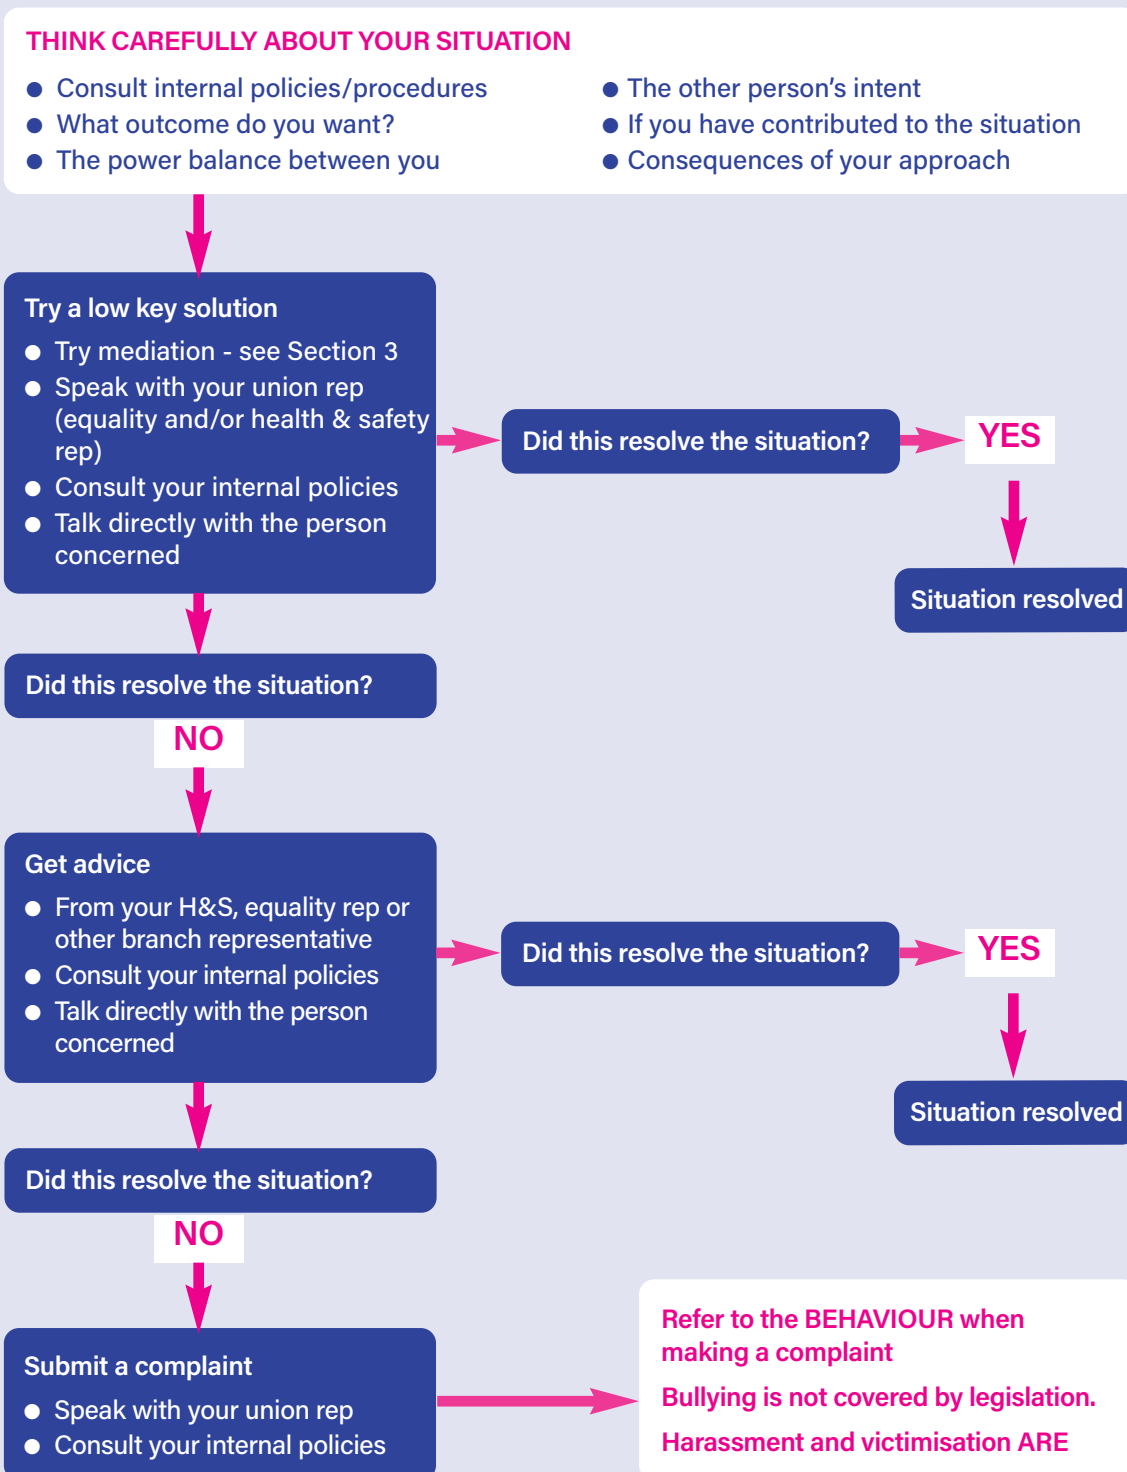 THINK CAREFULLY ABOUT YOUR SITUATION
● Consult internal policies/procedures
● What outcome do you want?
● The power balance between you
● The other person's intent
● If you have contributed to the situation
● Consequences of your approach
Try a low key solution
● Try mediation - see Section 3
● Speak with your union rep
(equality and/or health & safety
rep)
● Consult your internal policies
● Talk directly with the person
concerned
Did this resolve the situation?
YES
Situation resolved
Did this resolve the situation?
NO
Get advice
● From your H&S, equality rep or
other branch representative
● Consult your internal policies
● Talk directly with the person
concerned
Did this resolve the situation?
YES
Situation resolved
Did this resolve the situation?
NO
Submit a complaint
● Speak with your union rep
● Consult your internal policies
Refer to the BEHAVIOUR when
making a complaint
Bullying is not covered by legislation.
Harassment and victimisation ARE